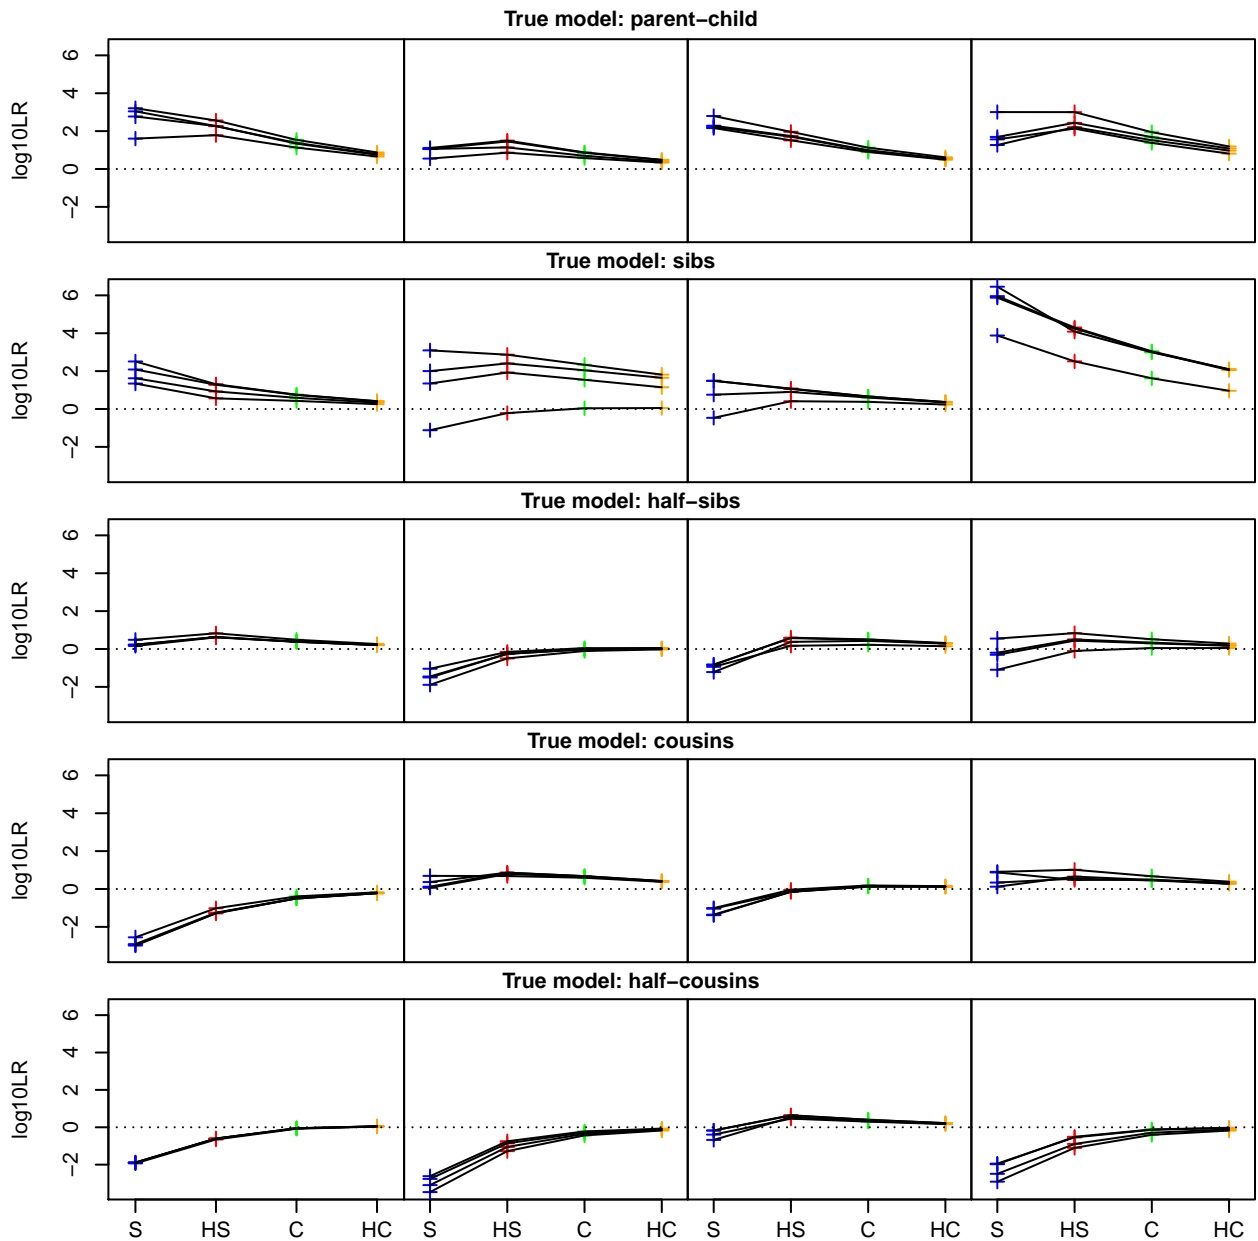 True model: parent−child
log10LR
6
4
2
0
−2
True model: sibs
log10LR
6
4
2
0
−2
True model: half−sibs
log10LR
6
4
2
0
−2
True model: cousins
log10LR
6
4
2
0
−2
True model: half−cousins
log10LR
6
4
2
0
−2
S HS C HC S HS C HC S HS C HC S HS C HC